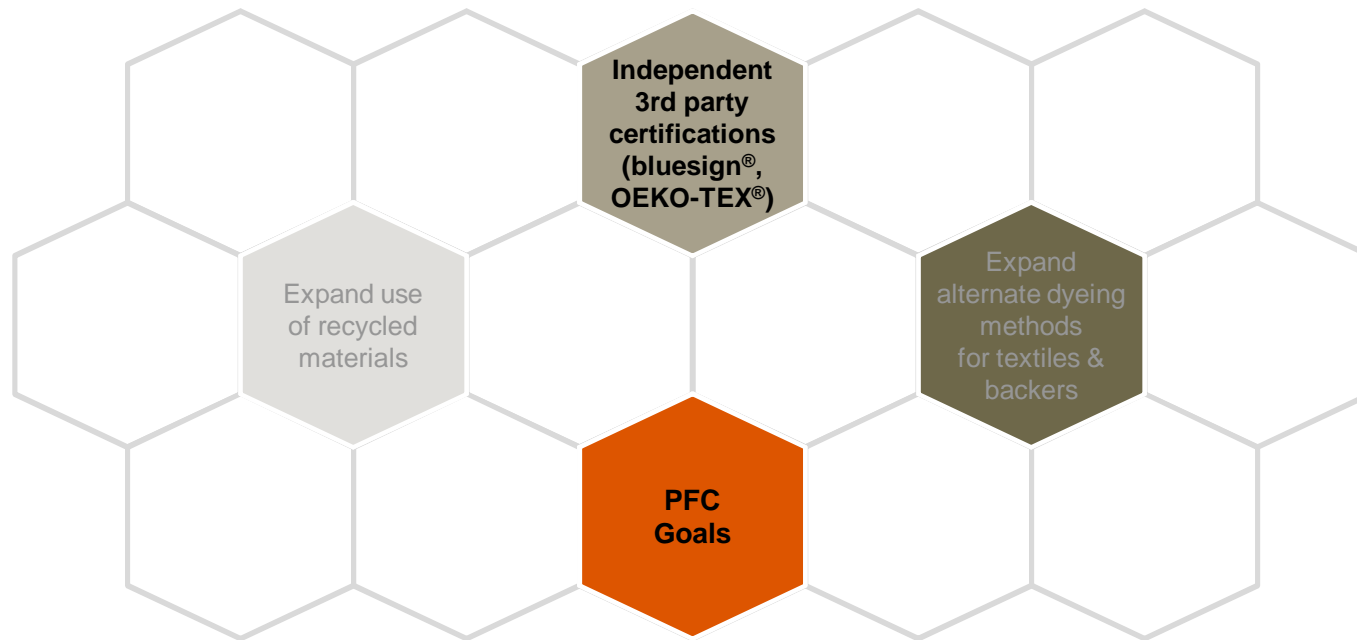 Independent
3rd party
certifications
(bluesign®,
OEKO-TEX®)
Expand use
of recycled
materials
Expand
alternate dyeing
methods
for textiles &
backers
PFC
Goals